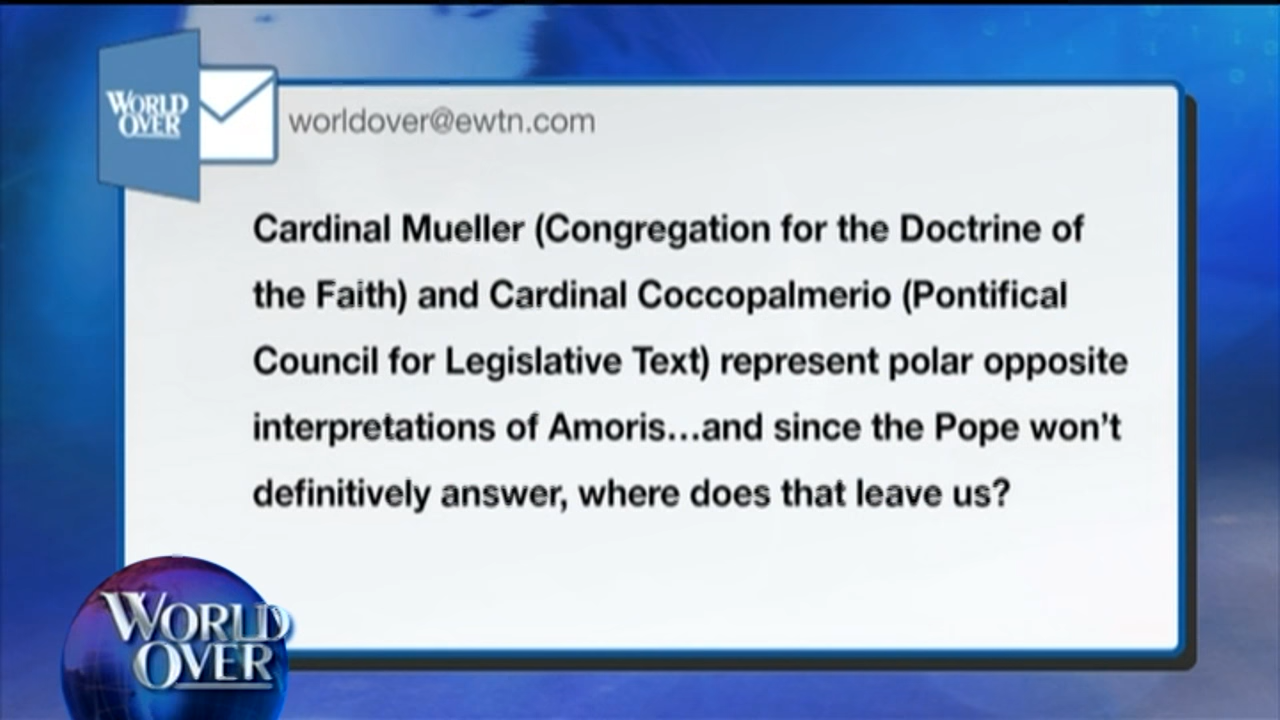 WORLD
OVER
worldover@ewtn.com
Cardinal Mueller (Congregation for the Doctrine of
the Faith) and Cardinal Coccopalmerio (Pontifical
Council for Legislative Text) represent polar opposite
interpretations of Amoris...and since the Pope won't
definitively answer, where does that leave us?
WORLD
OVER